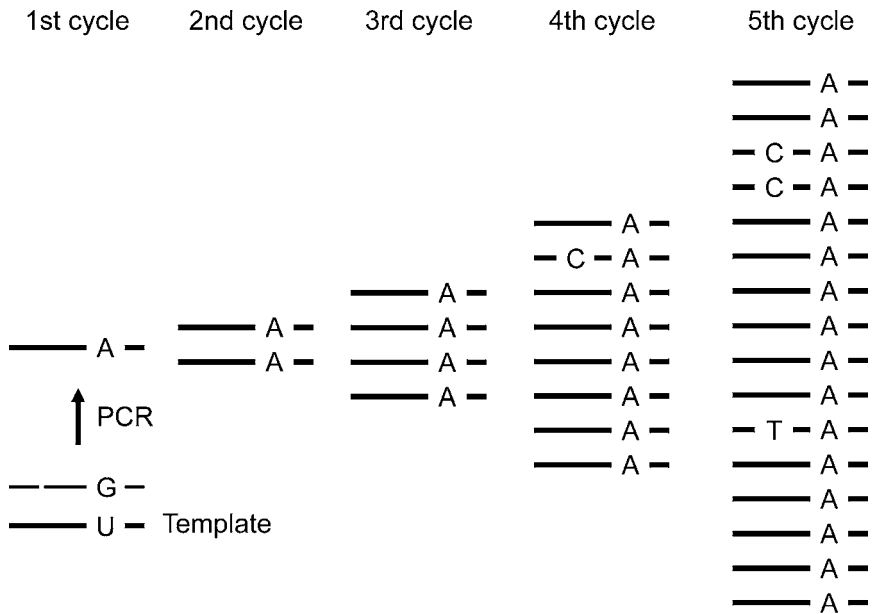 1st cycle 2nd cycle 3rd cycle 4th cycle 5th cycle
A
A
C A
C A
A A
C A A
A A A
A A A A
A A A A A
A A A
A A A
PCR A T A
A A
G A
U Template A
A
A